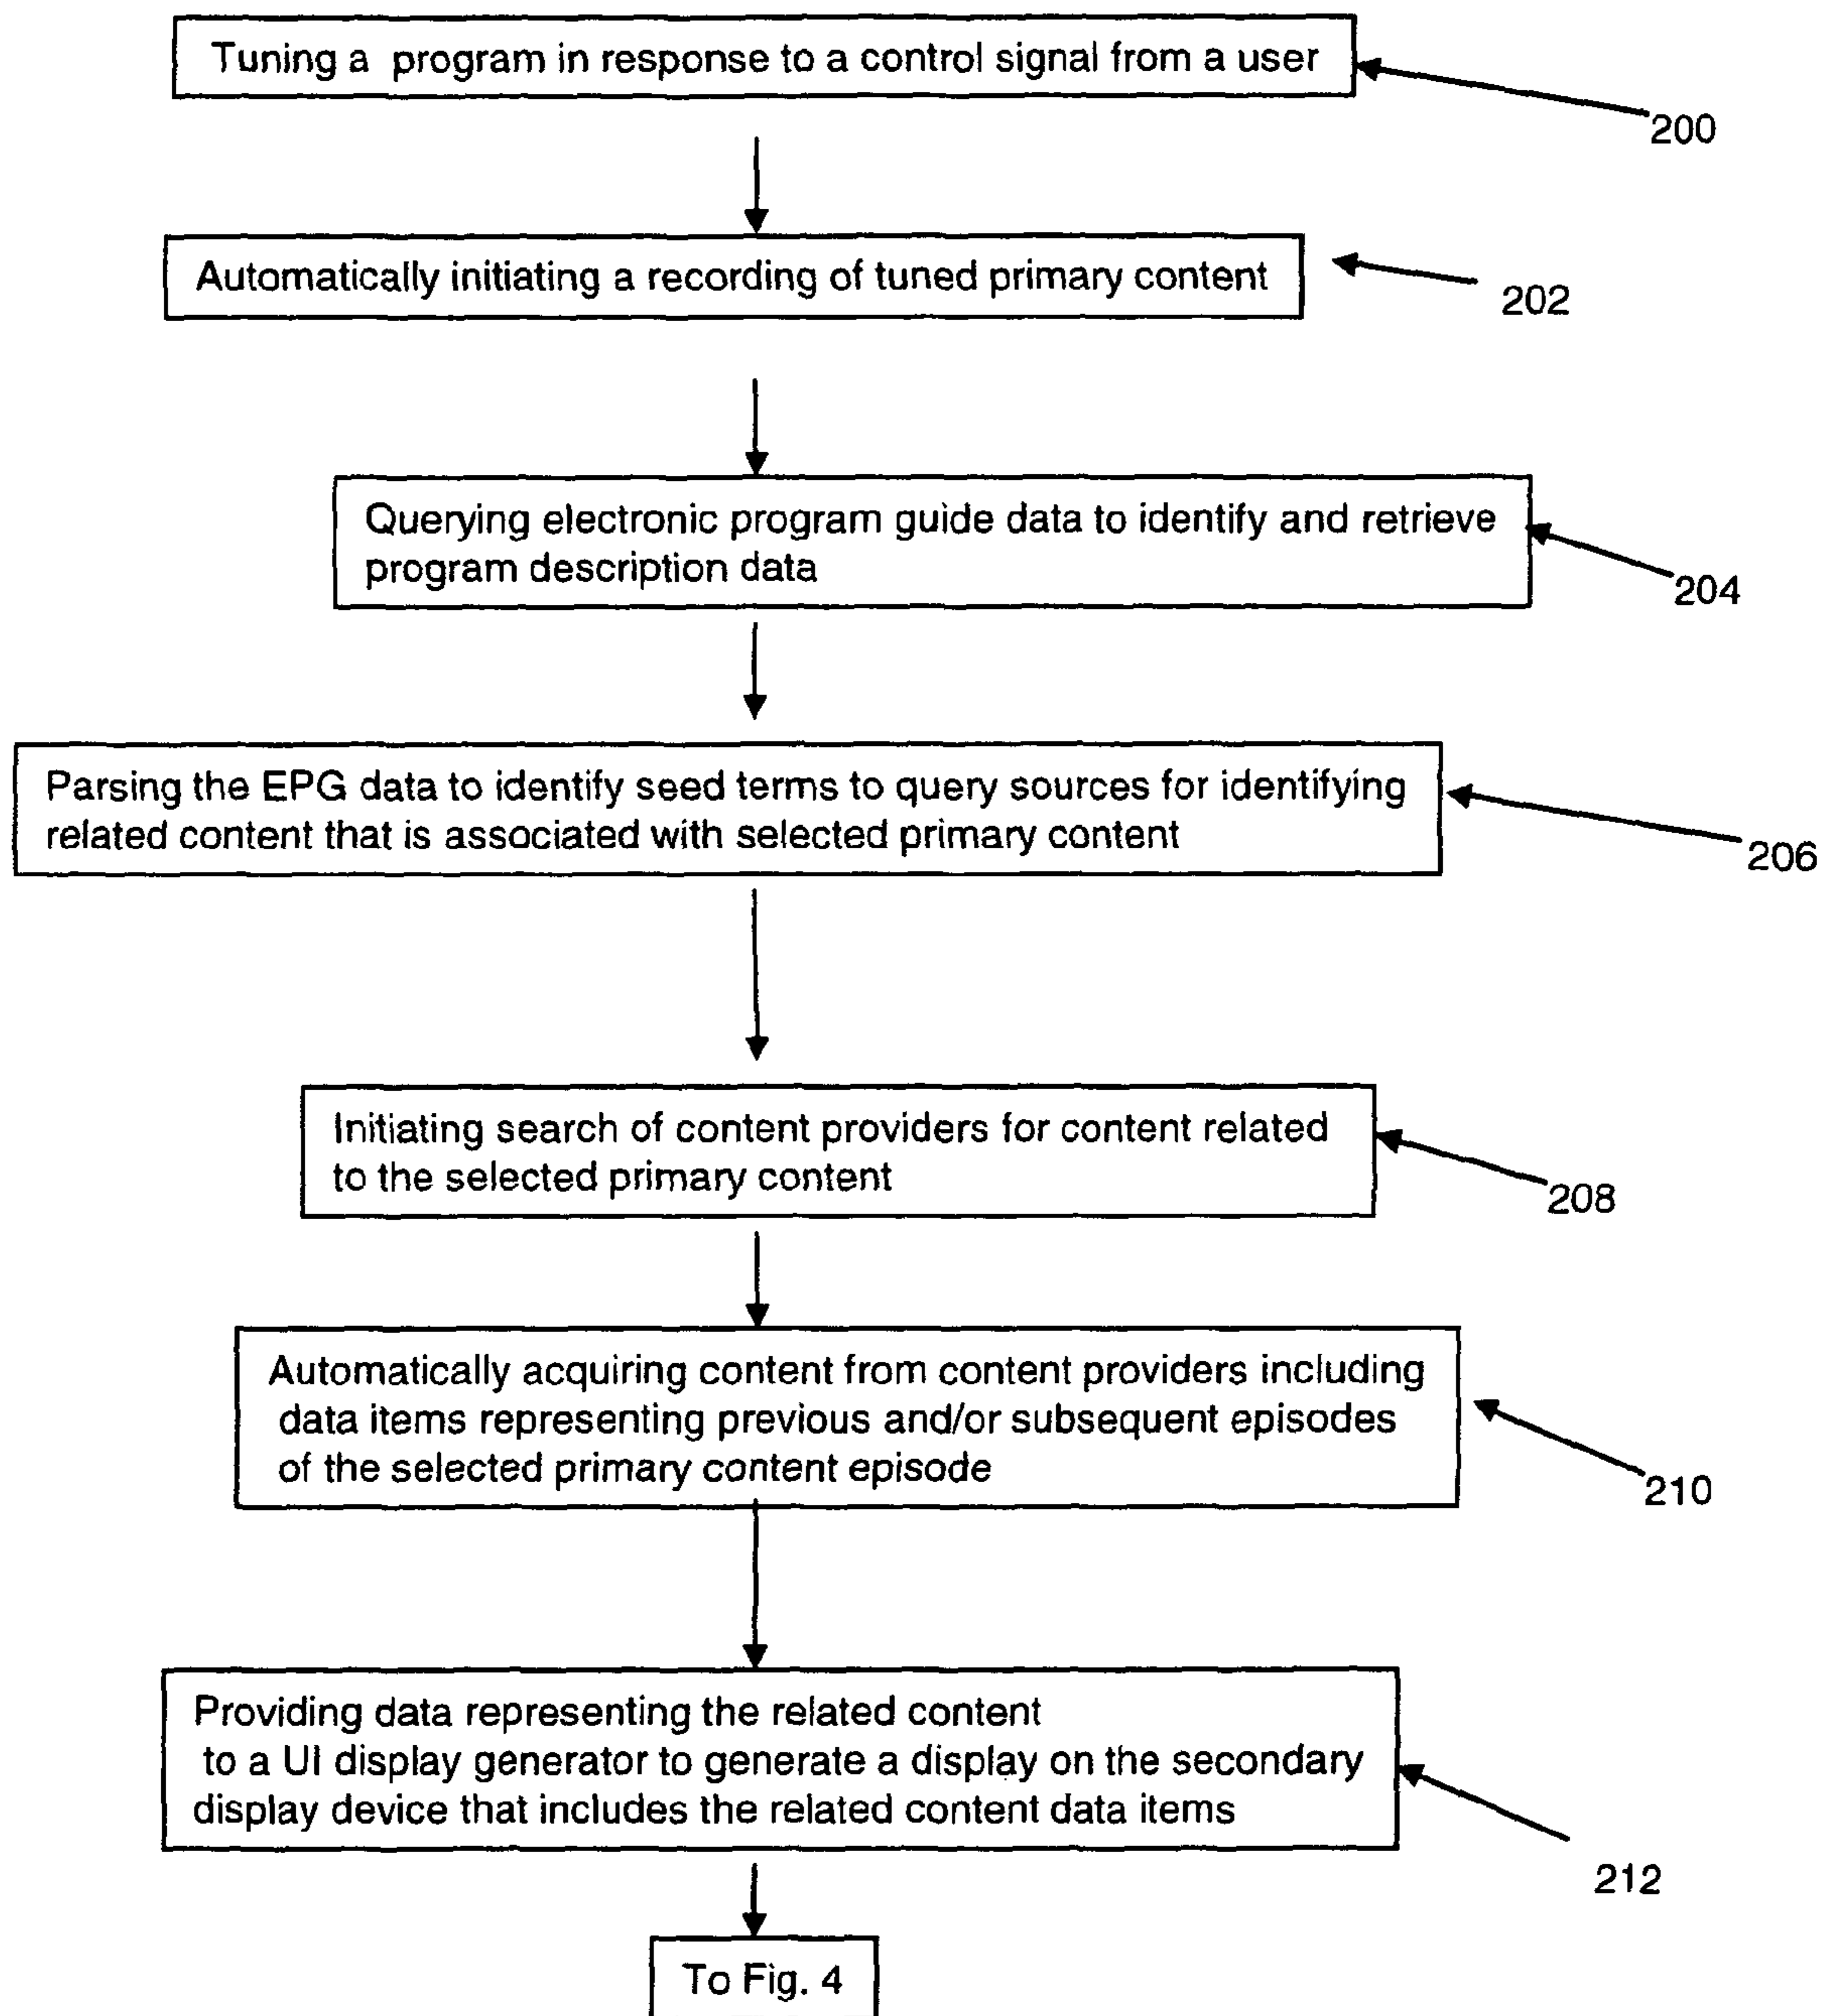 Tuning a program in response to a control signal from a user
200
Automatically initiating a recording of tuned primary content
202
Querying electronic program guide data to identify and retrieve
program description data
204
Parsing the EPG data to identify seed terms to query sources for identifying
related content that is associated with selected primary content
206
Initiating search of content providers for content related
to the selected primary content
208
Automatically acquiring content from content providers including
data items representing previous and/or subsequent episodes
of the selected primary content episode
210
Providing data representing the related content
to a UI display generator to generate a display on the secondary
display device that includes the related content data items
212
To Fig. 4